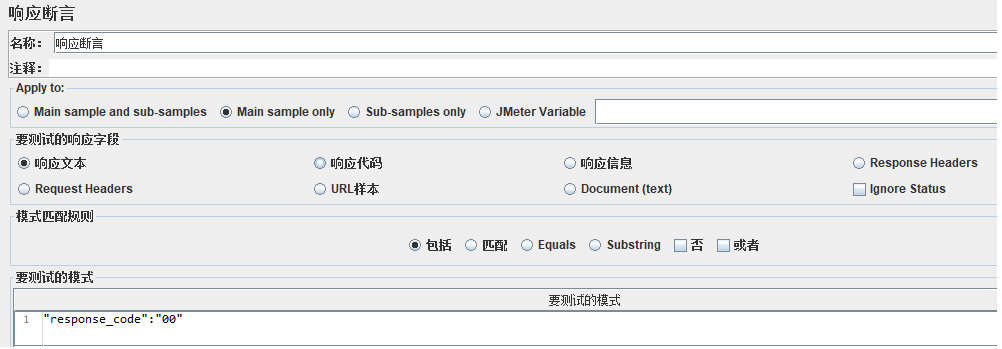 响应断言
名称： 响应断言
注释：
Apply to:
Main sample and sub-samples Main sample only Sub-samples only JMeter Variable
要测试的响应字段
响应文本 响应代码 响应信息 Response Headers
Request Headers URL样本 Document (text) Ignore Status
模式匹配规则
包括 匹配 Equals Substring 否 或者
要测试的模式
要测试的模式
1 "response_code":"00"